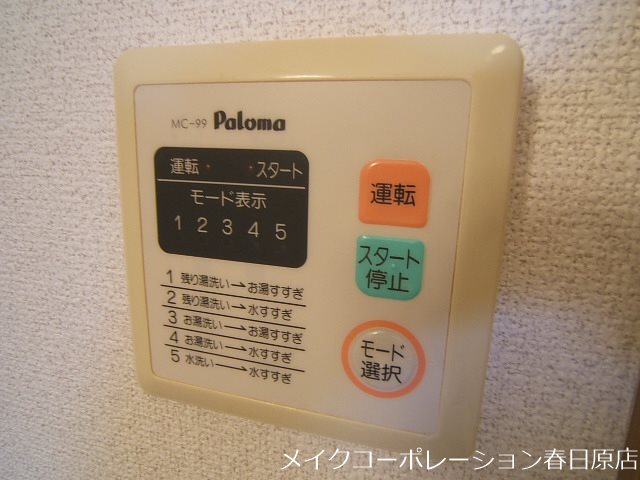 MC-99 Paloma
運転 スタート
モード表示
1 2 3 4 5
運転
スタート
停止
モード
選択
1 残り湯洗い→お湯すすぎ
2 残り湯洗い→水すすぎ
3 お湯洗い→お湯すすぎ
4 お湯洗い→水すすぎ
5 水洗い→水すすぎ
メイクコーポレーション春日原店